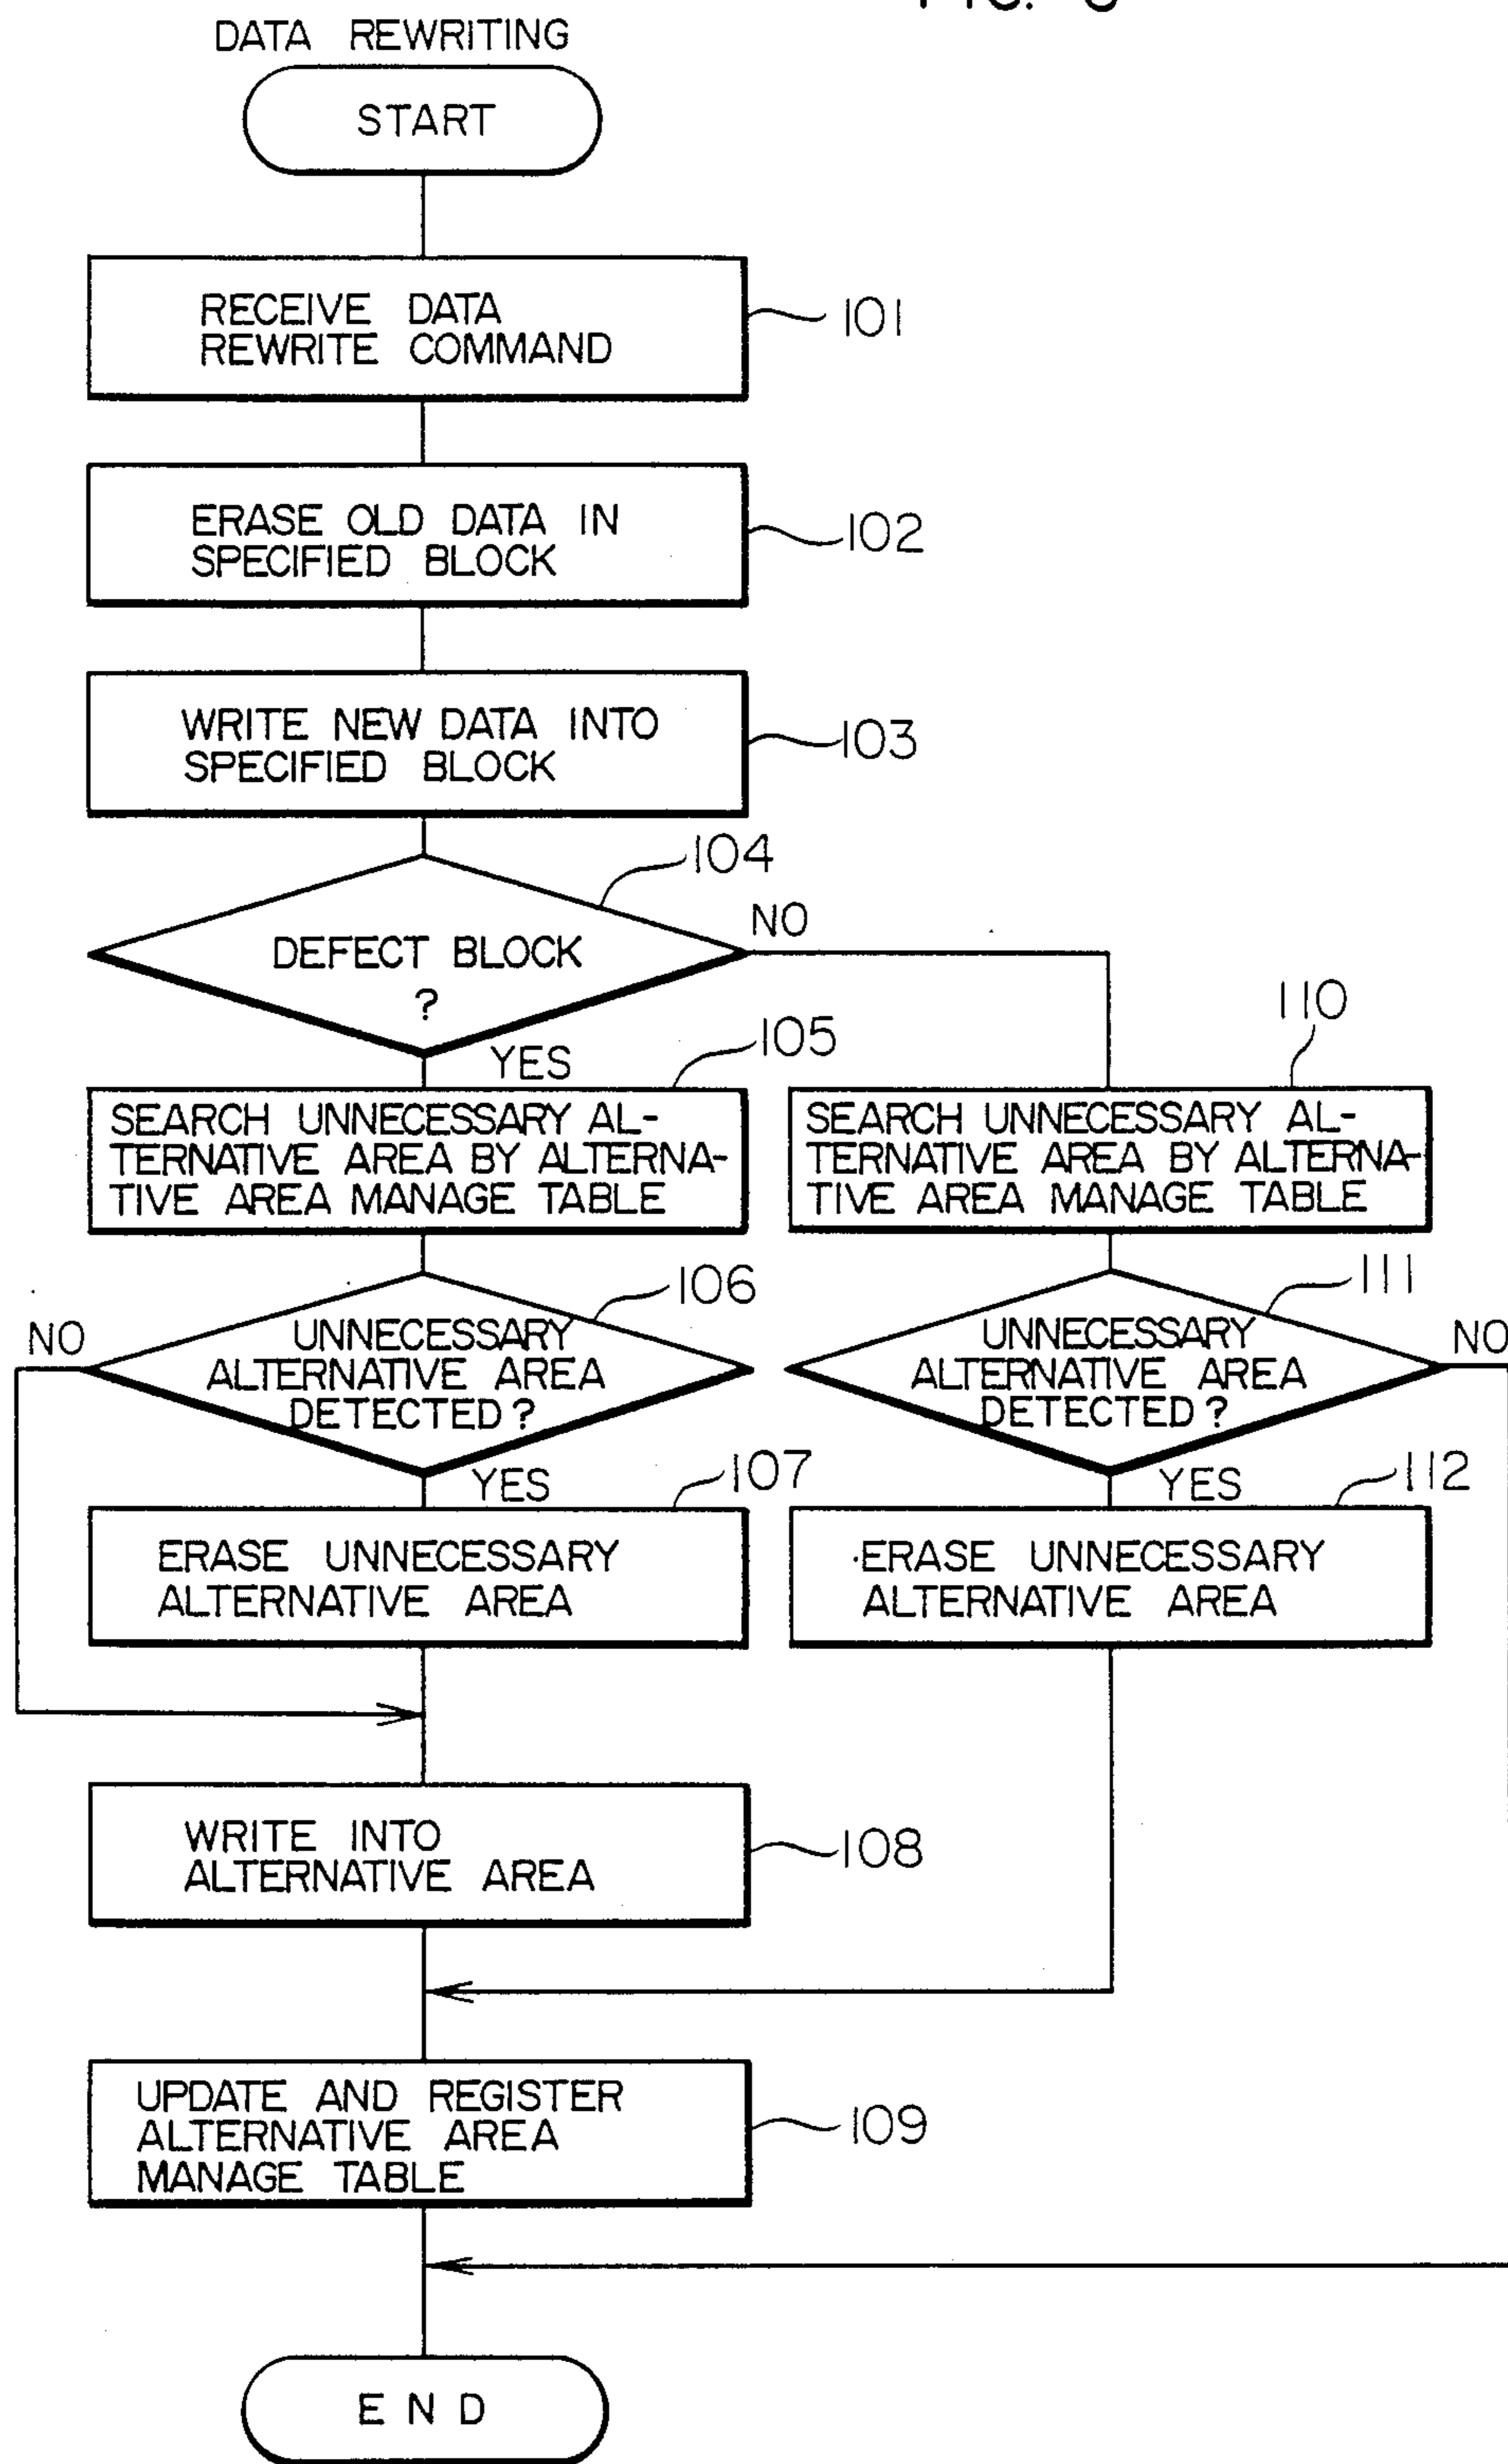 DATA REWRITING
START
RECEIVE DATA
REWRITE COMMAND
101
ERASE OLD DATA IN
SPECIFIED BLOCK
102
WRITE NEW DATA INTO
SPECIFIED BLOCK
103
104
DEFECT BLOCK
?
NO
YES
105
SEARCH UNNECESSARY AL-
TERNATIVE AREA BY ALTERNA-
TIVE AREA MANAGE TABLE
110
SEARCH UNNECESSARY AL-
TERNATIVE AREA BY ALTERNA-
TIVE AREA MANAGE TABLE
106
NO
UNNECESSARY
ALTERNATIVE AREA
DETECTED?
YES
111
UNNECESSARY
ALTERNATIVE AREA
DETECTED?
NO
YES
107
ERASE UNNECESSARY
ALTERNATIVE AREA
112
ERASE UNNECESSARY
ALTERNATIVE AREA
WRITE INTO
ALTERNATIVE AREA
108
UPDATE AND REGISTER
ALTERNATIVE AREA
MANAGE TABLE
109
END